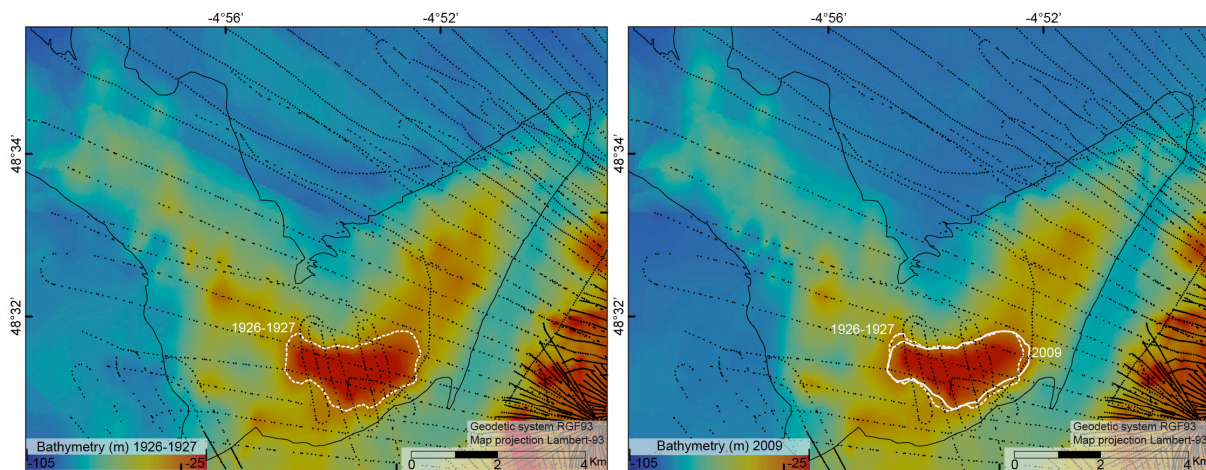 -4°56'
-4°52'
48°34'
48°32'
1926-1927
Bathymetry (m) 1926-1927
-105
-25
Geodetic system RGF93
Map projection Lambert-93
0
2
4
Km
-4°56'
-4°52'
48°34'
48°32'
1926-1927
2009
Bathymetry (m) 2009
-105
-25
Geodetic system RGF93
Map projection Lambert-93
0
2
4
Km